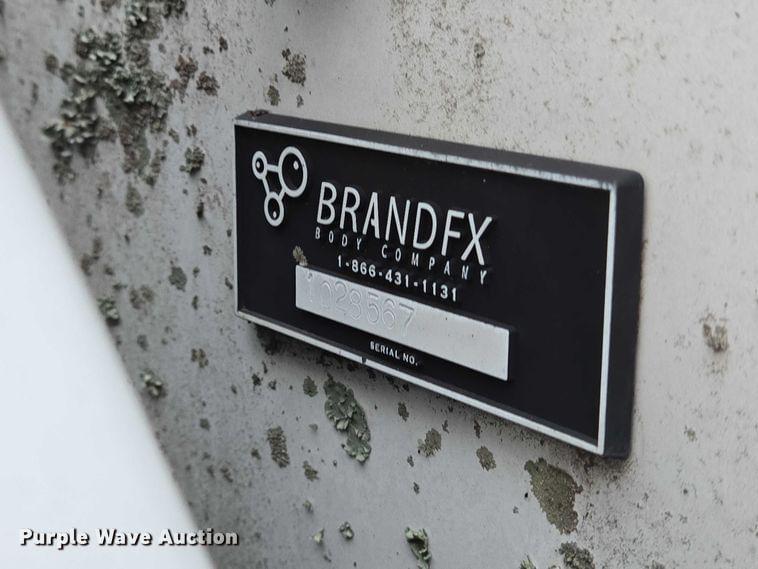 BRANDFX
BODY COMPANY
1-866-431-1131
1028567
SERIAL NO.
Purple Wave Auction